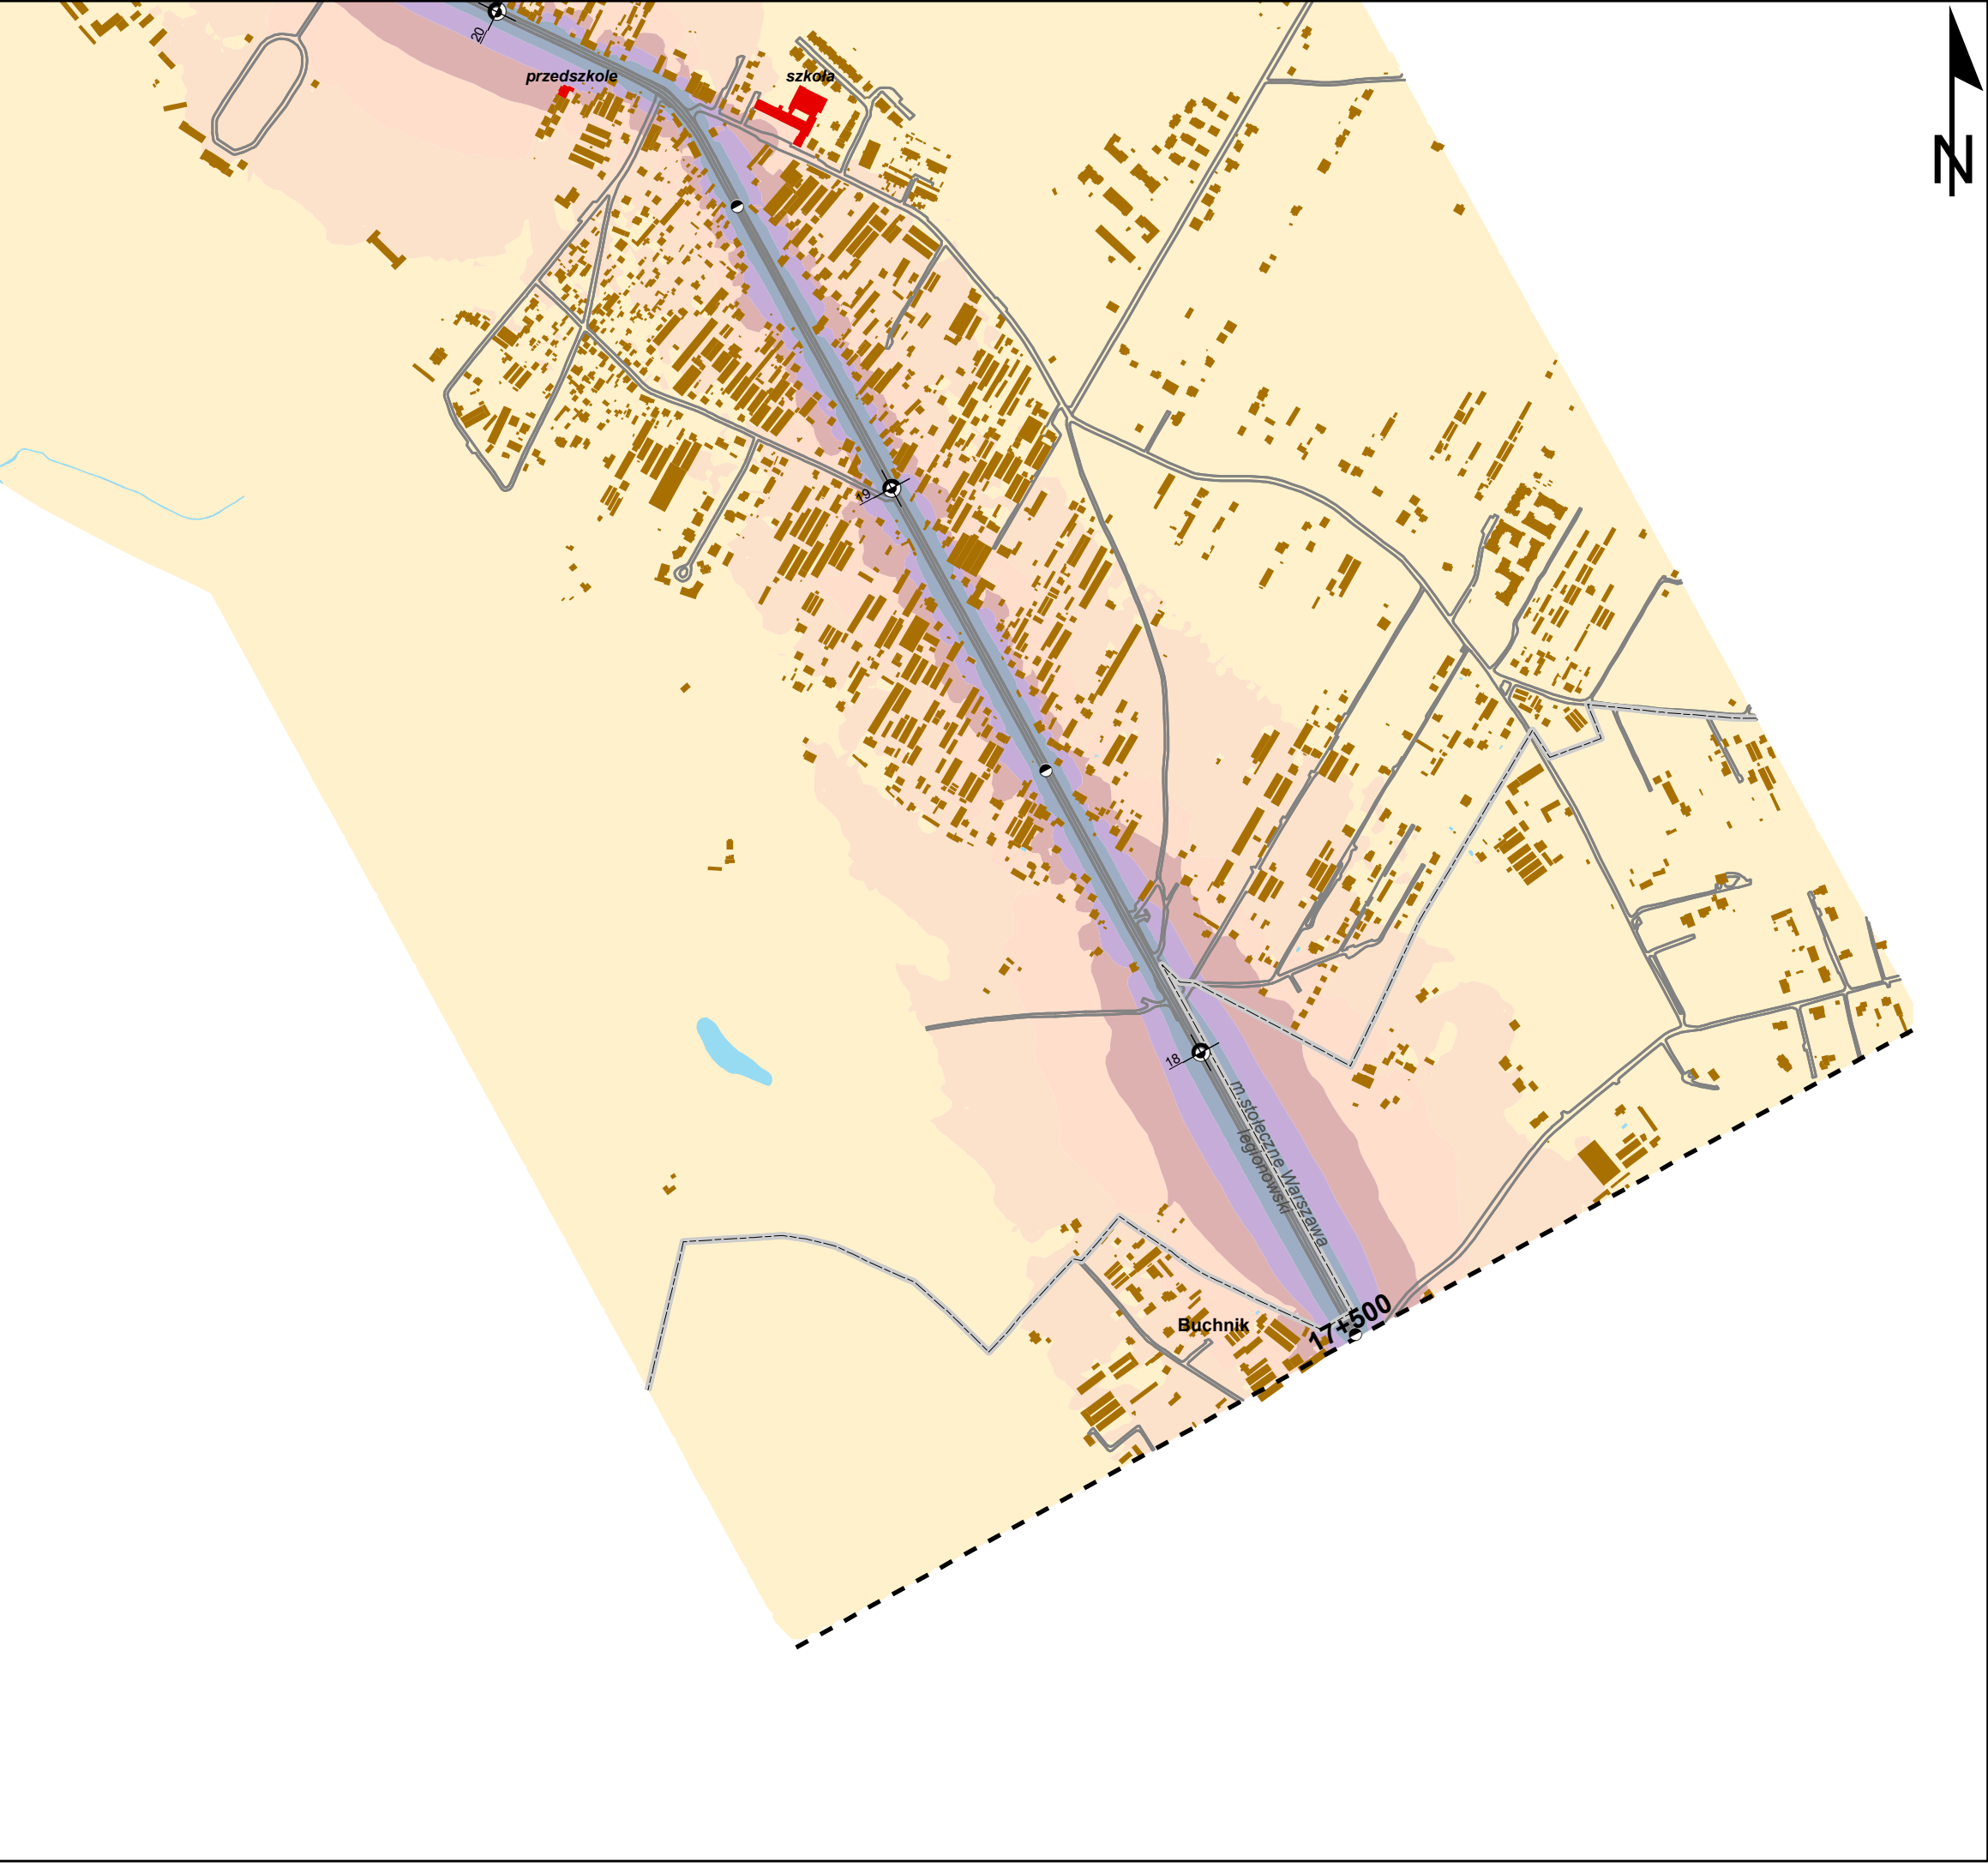 20
przedszkole
szkoła
N
19
18
m.stołeczne Warszawa
legionowski
17+500
Buchnik